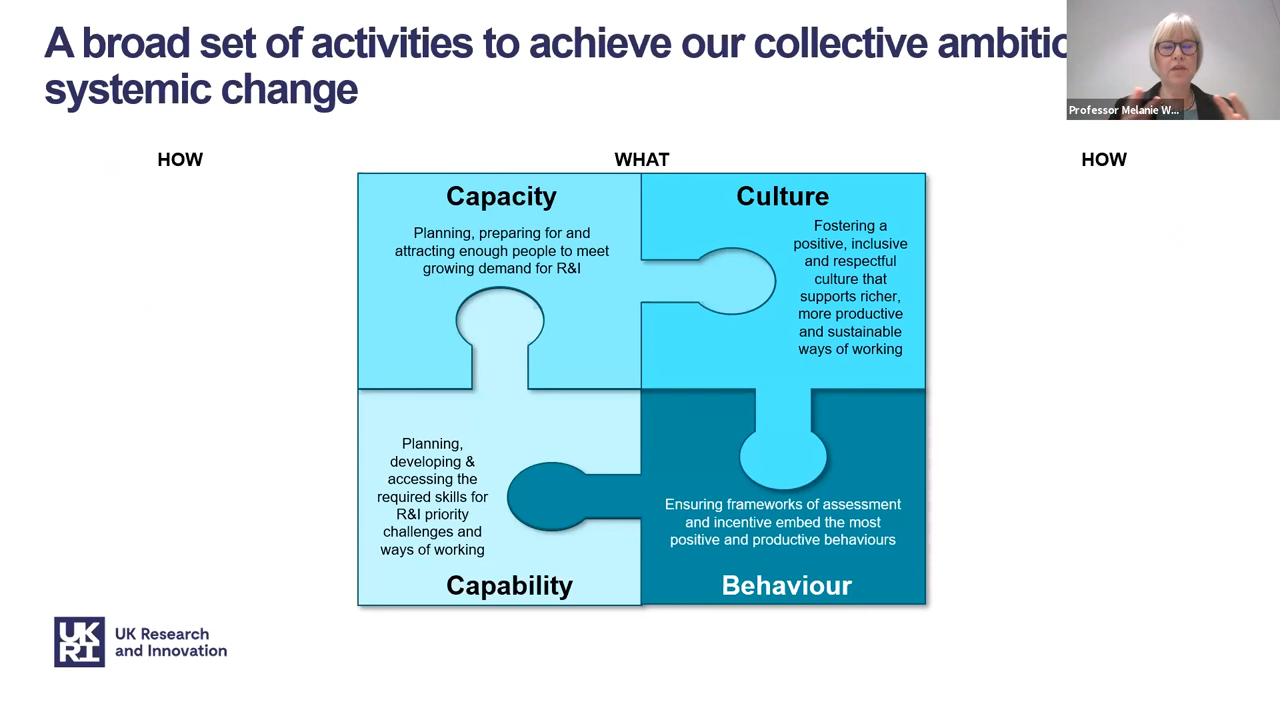 A broad set of activities to achieve our collective
systemic change
Professor Melanie W...
HOW
WHAT
HOW
Capacity
Planning, preparing for and
attracting enough people to meet
growing demand for R&I
Culture
Fostering a
positive, inclusive
and respectful
culture that
supports richer,
more productive
and sustainable
ways of working
Planning,
developing &
accessing the
required skills for
R&I priority
challenges and
ways of working
Capability
Ensuring frameworks of assessment
and incentive embed the most
positive and productive behaviours
Behaviour
UK
RI
UK Research
and Innovation